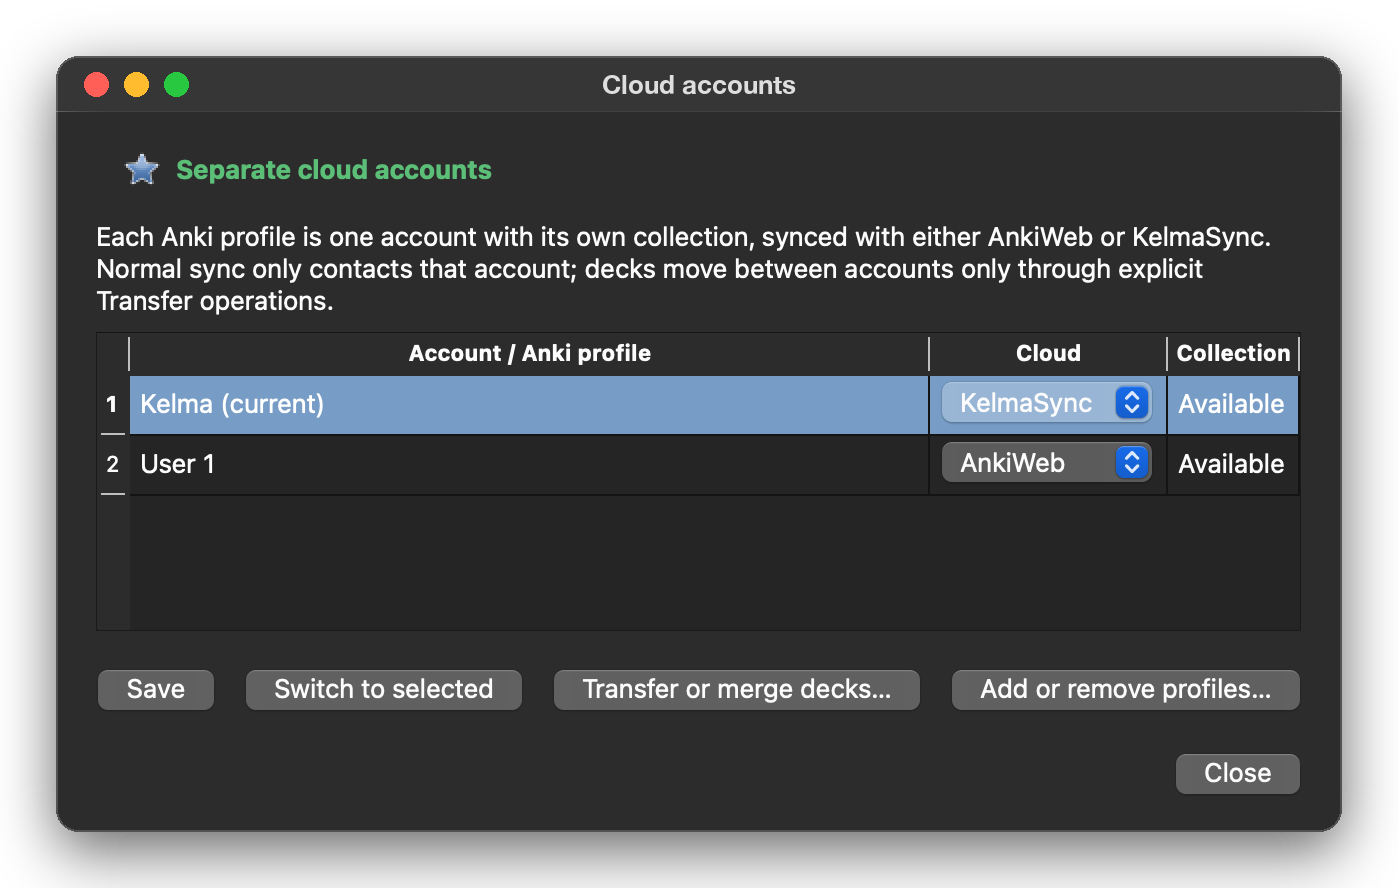 Cloud accounts
Separate cloud accounts
Each Anki profile is one account with its own collection, synced with either AnkiWeb or KelmaSync.
Normal sync only contacts that account; decks move between accounts only through explicit
Transfer operations.
Account / Anki profile Cloud Collection
1 Kelma (current) KelmaSync Available
2 User 1 AnkiWeb Available
Save Switch to selected Transfer or merge decks... Add or remove profiles...
Close